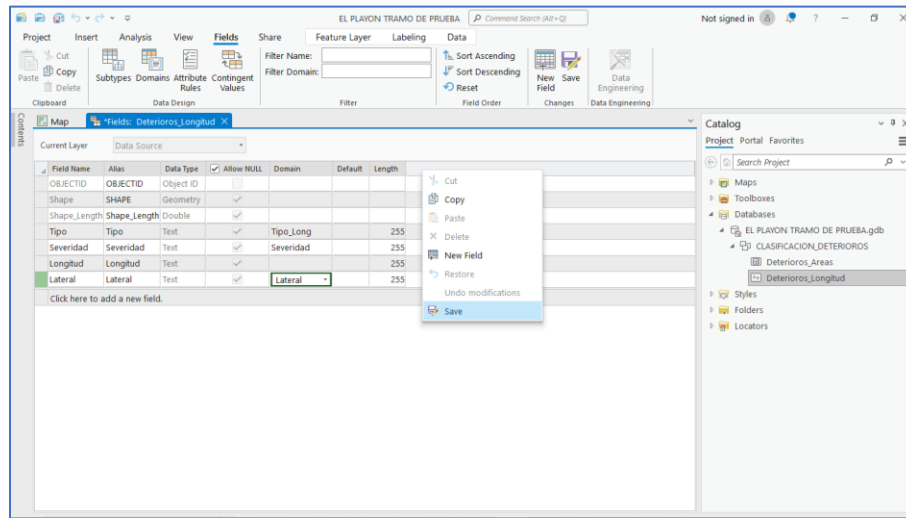 EL PLAYON TRAMO DE PRUEBA
Command Search (Alt+Q)
Not signed in
?
Project Insert Analysis View Fields Share Feature Layer Labeling Data
Paste
Cut
Copy
Delete
Clipboard
Subtypes Domains Attribute Rules Contingent Values
Data Design
Filter Name:
Filter Domain:
Filter
Sort Ascending
Sort Descending
Reset
Field Order
New Field
Save
Changes
Data Engineering
Data Engineering
Contents
Map
*Fields: Deterioros_Longitud
Current Layer Data Source
Field Name Alias Data Type Allow NULL Domain Default Length
OBJECTID OBJECTID Object ID
Shape SHAPE Geometry
Shape_Length Shape_Length Double
Tipo Tipo Text Tipo_Long 255
Severidad Severidad Text Severidad 255
Longitud Longitud Text 255
Lateral Lateral Text Lateral 255
Click here to add a new field.
Cut
Copy
Paste
Delete
New Field
Restore
Undo modifications
Save
Catalog
Project Portal Favorites
Search Project
Maps
Toolboxes
Databases
EL PLAYON TRAMO DE PRUEBA.gdb
CLASIFICACION_DETERIOROS
Deterioros_Areas
Deterioros_Longitud
Styles
Folders
Locators